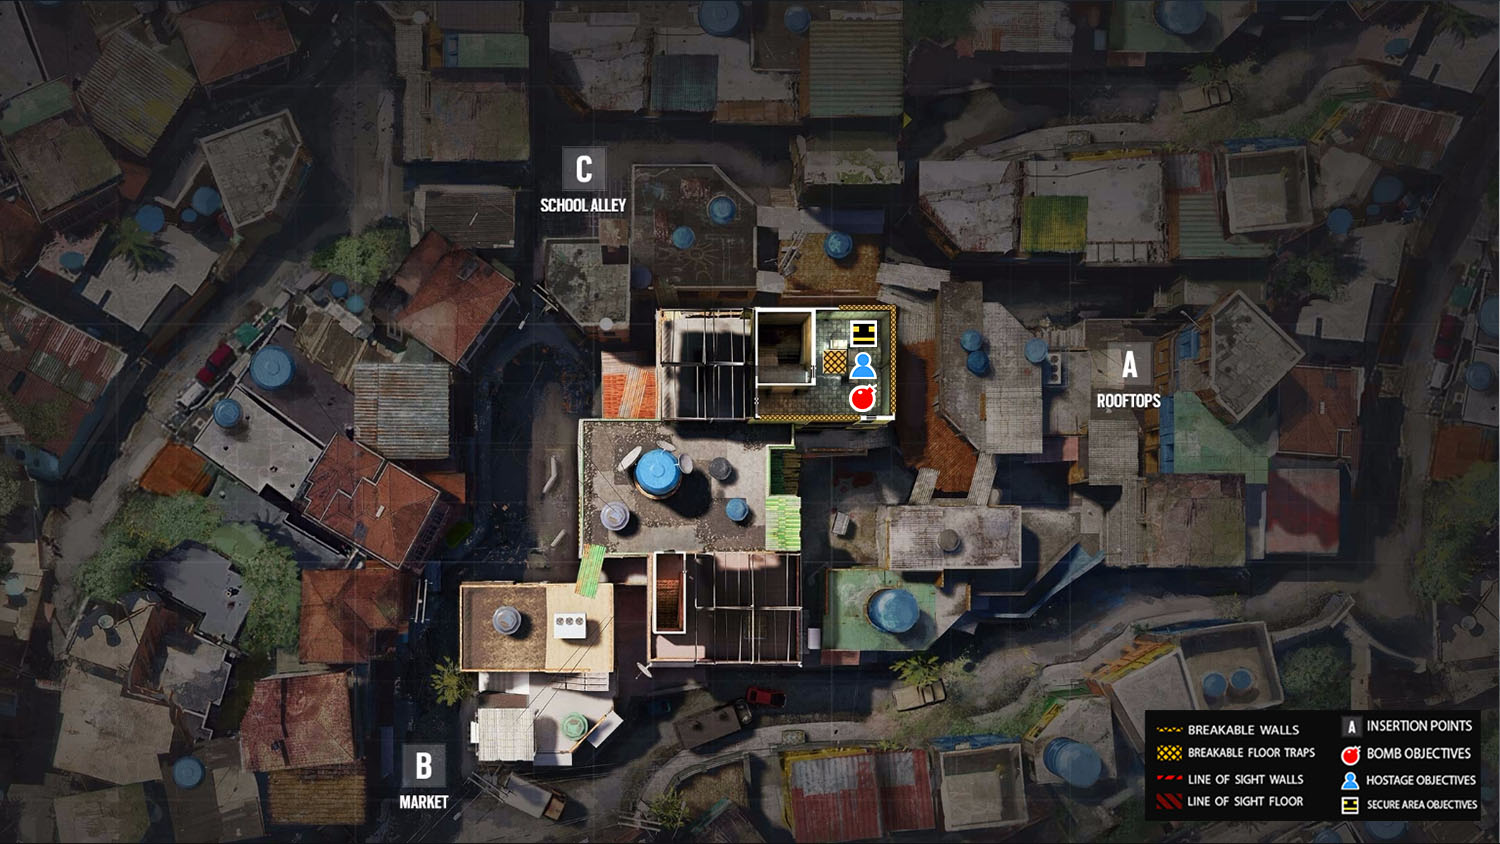 C
SCHOOL ALLEY
A
ROOFTOPS
B
MARKET
BREAKABLE WALLS
BREAKABLE FLOOR TRAPS
LINE OF SIGHT WALLS
LINE OF SIGHT FLOOR
A INSERTION POINTS
BOMB OBJECTIVES
HOSTAGE OBJECTIVES
SECURE AREA OBJECTIVES